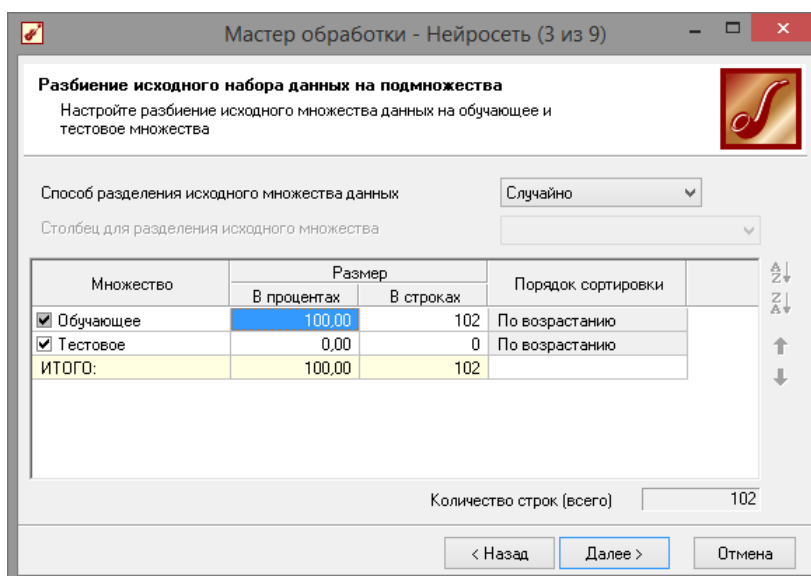 Мастер обработки - Нейросеть (3 из 9)
Разбиение исходного набора данных на подмножества
Настройте разбиение исходного множества данных на обучающее и
тестовое множества
Способ разделения исходного множества данных Случайно
Столбец для разделения исходного множества
Множество Размер Порядок сортировки
В процентах В строках
Обучающее 100,00 102 По возрастанию
Тестовое 0,00 0 По возрастанию
ИТОГО: 100,00 102
Количество строк (всего) 102
< Назад Далее > Отмена